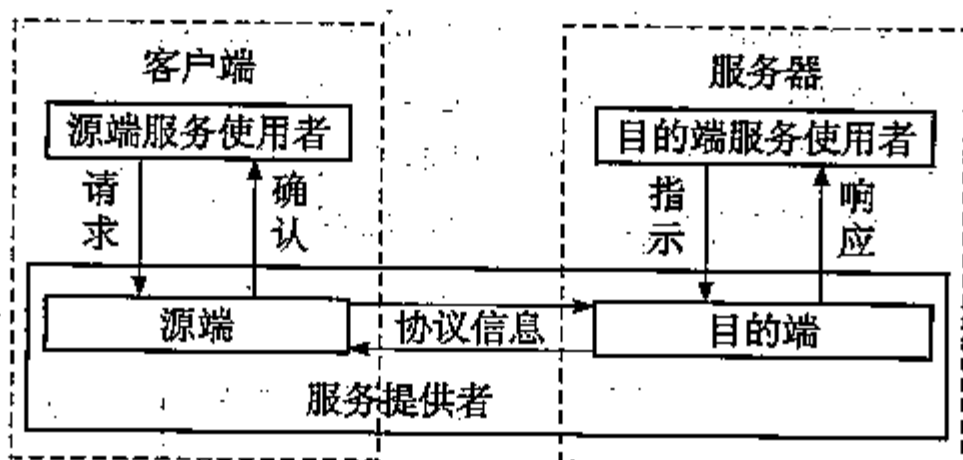 客户端
服务器
源端服务使用者
目的端服务使用者
请求
确认
指示
响应
源端
协议信息
目的端
服务提供者